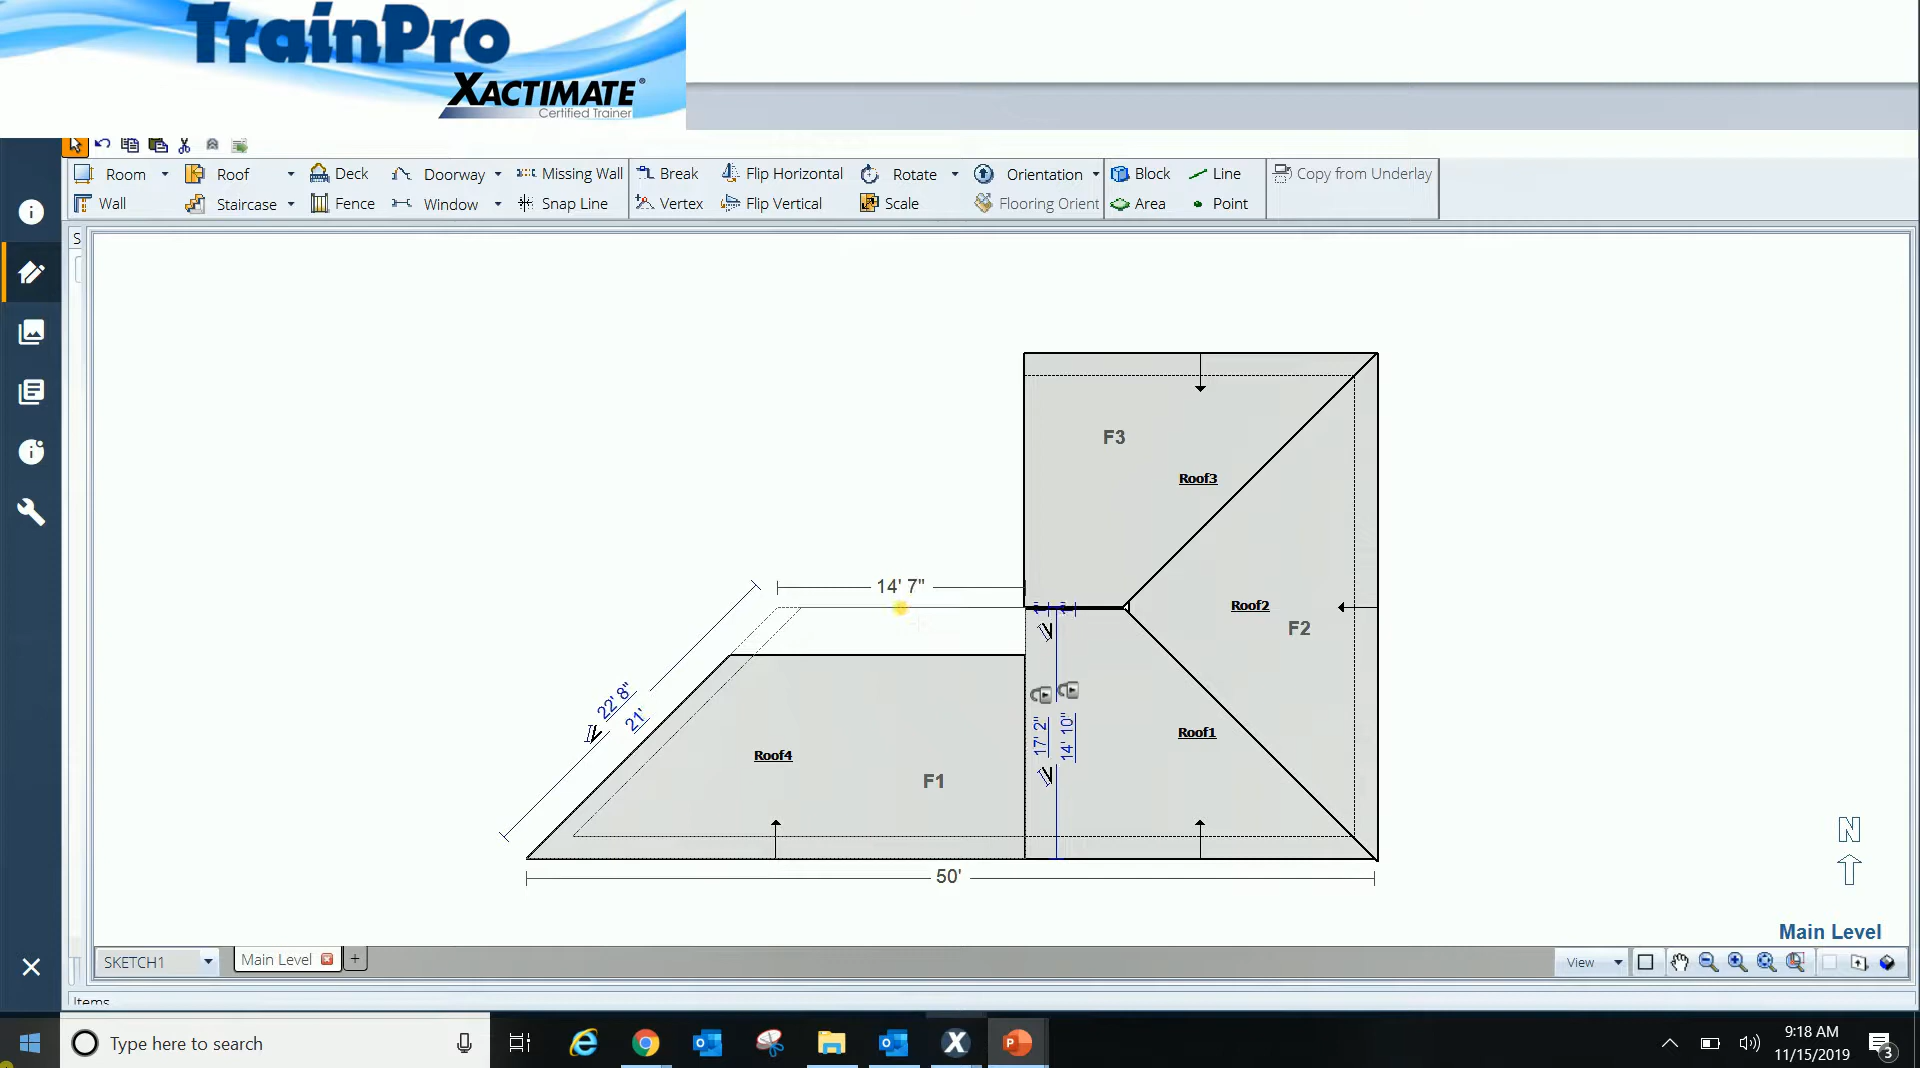 TrainPro
XACTIMATE®
Certified Trainer
Room Roof Deck Doorway Missing Wall Break Flip Horizontal Rotate Orientation Block Line Copy from Underlay
Wall Staircase Fence Window Snap Line Vertex Flip Vertical Scale Flooring Orient Area Point
S
F3
Roof3
14' 7"
Roof2
F2
22' 8"
21'
17' 2"
14' 10"
Roof1
Roof4
F1
50'
N
Main Level
SKETCH1
Main Level
+
View
Items
Type here to search
9:18 AM
11/15/2019
3